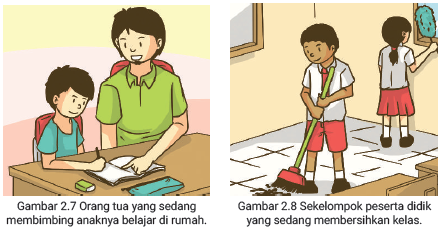 Gambar 2.7 Orang tua yang sedang
membimbing anaknya belajar di rumah.
Gambar 2.8 Sekelompok peserta didik
yang sedang membersihkan kelas.